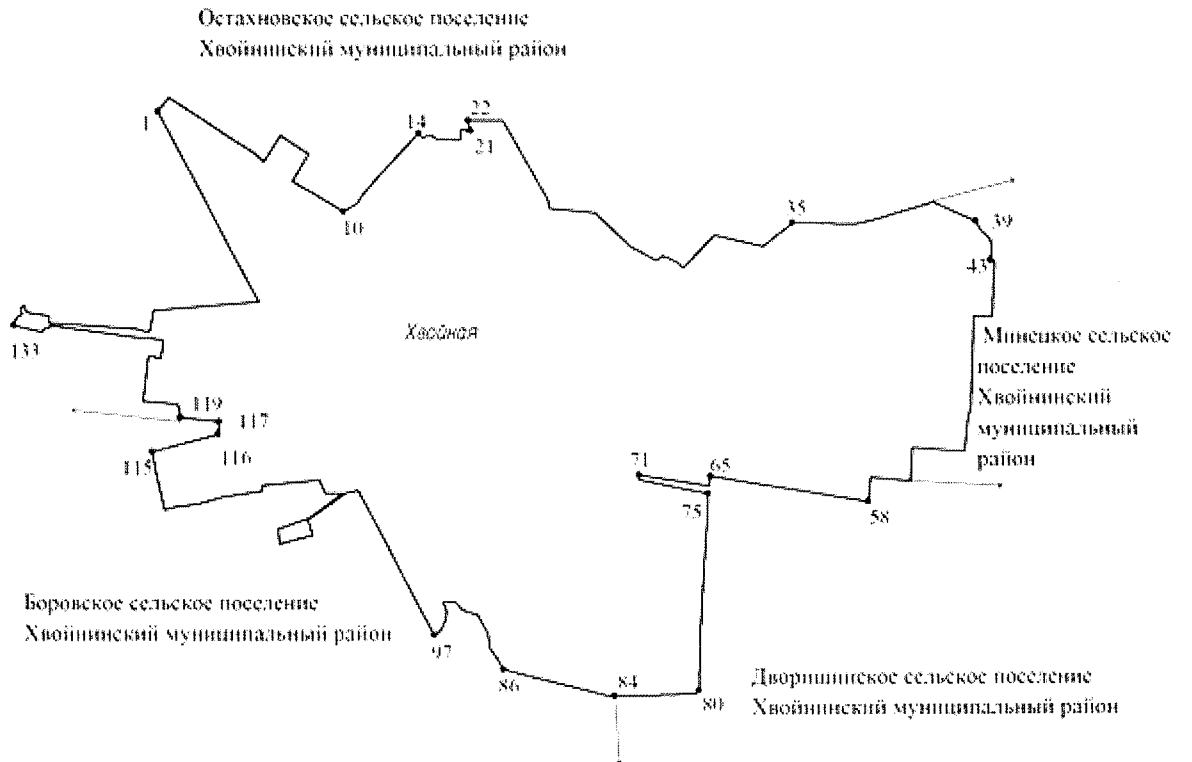 Остахновское сельское поселение
Хвойнинский муниципальный район
1
14
22
21
10
35
39
43
133
Хвойная
Минецкое сельское
поселение
Хвойнинский
муниципальный
район
119
117
116
115
71
65
75
58
Боровское сельское поселение
Хвойнинский муниципальный район
97
86
84
80
Дворищинское сельское поселение
Хвойнинский муниципальный район